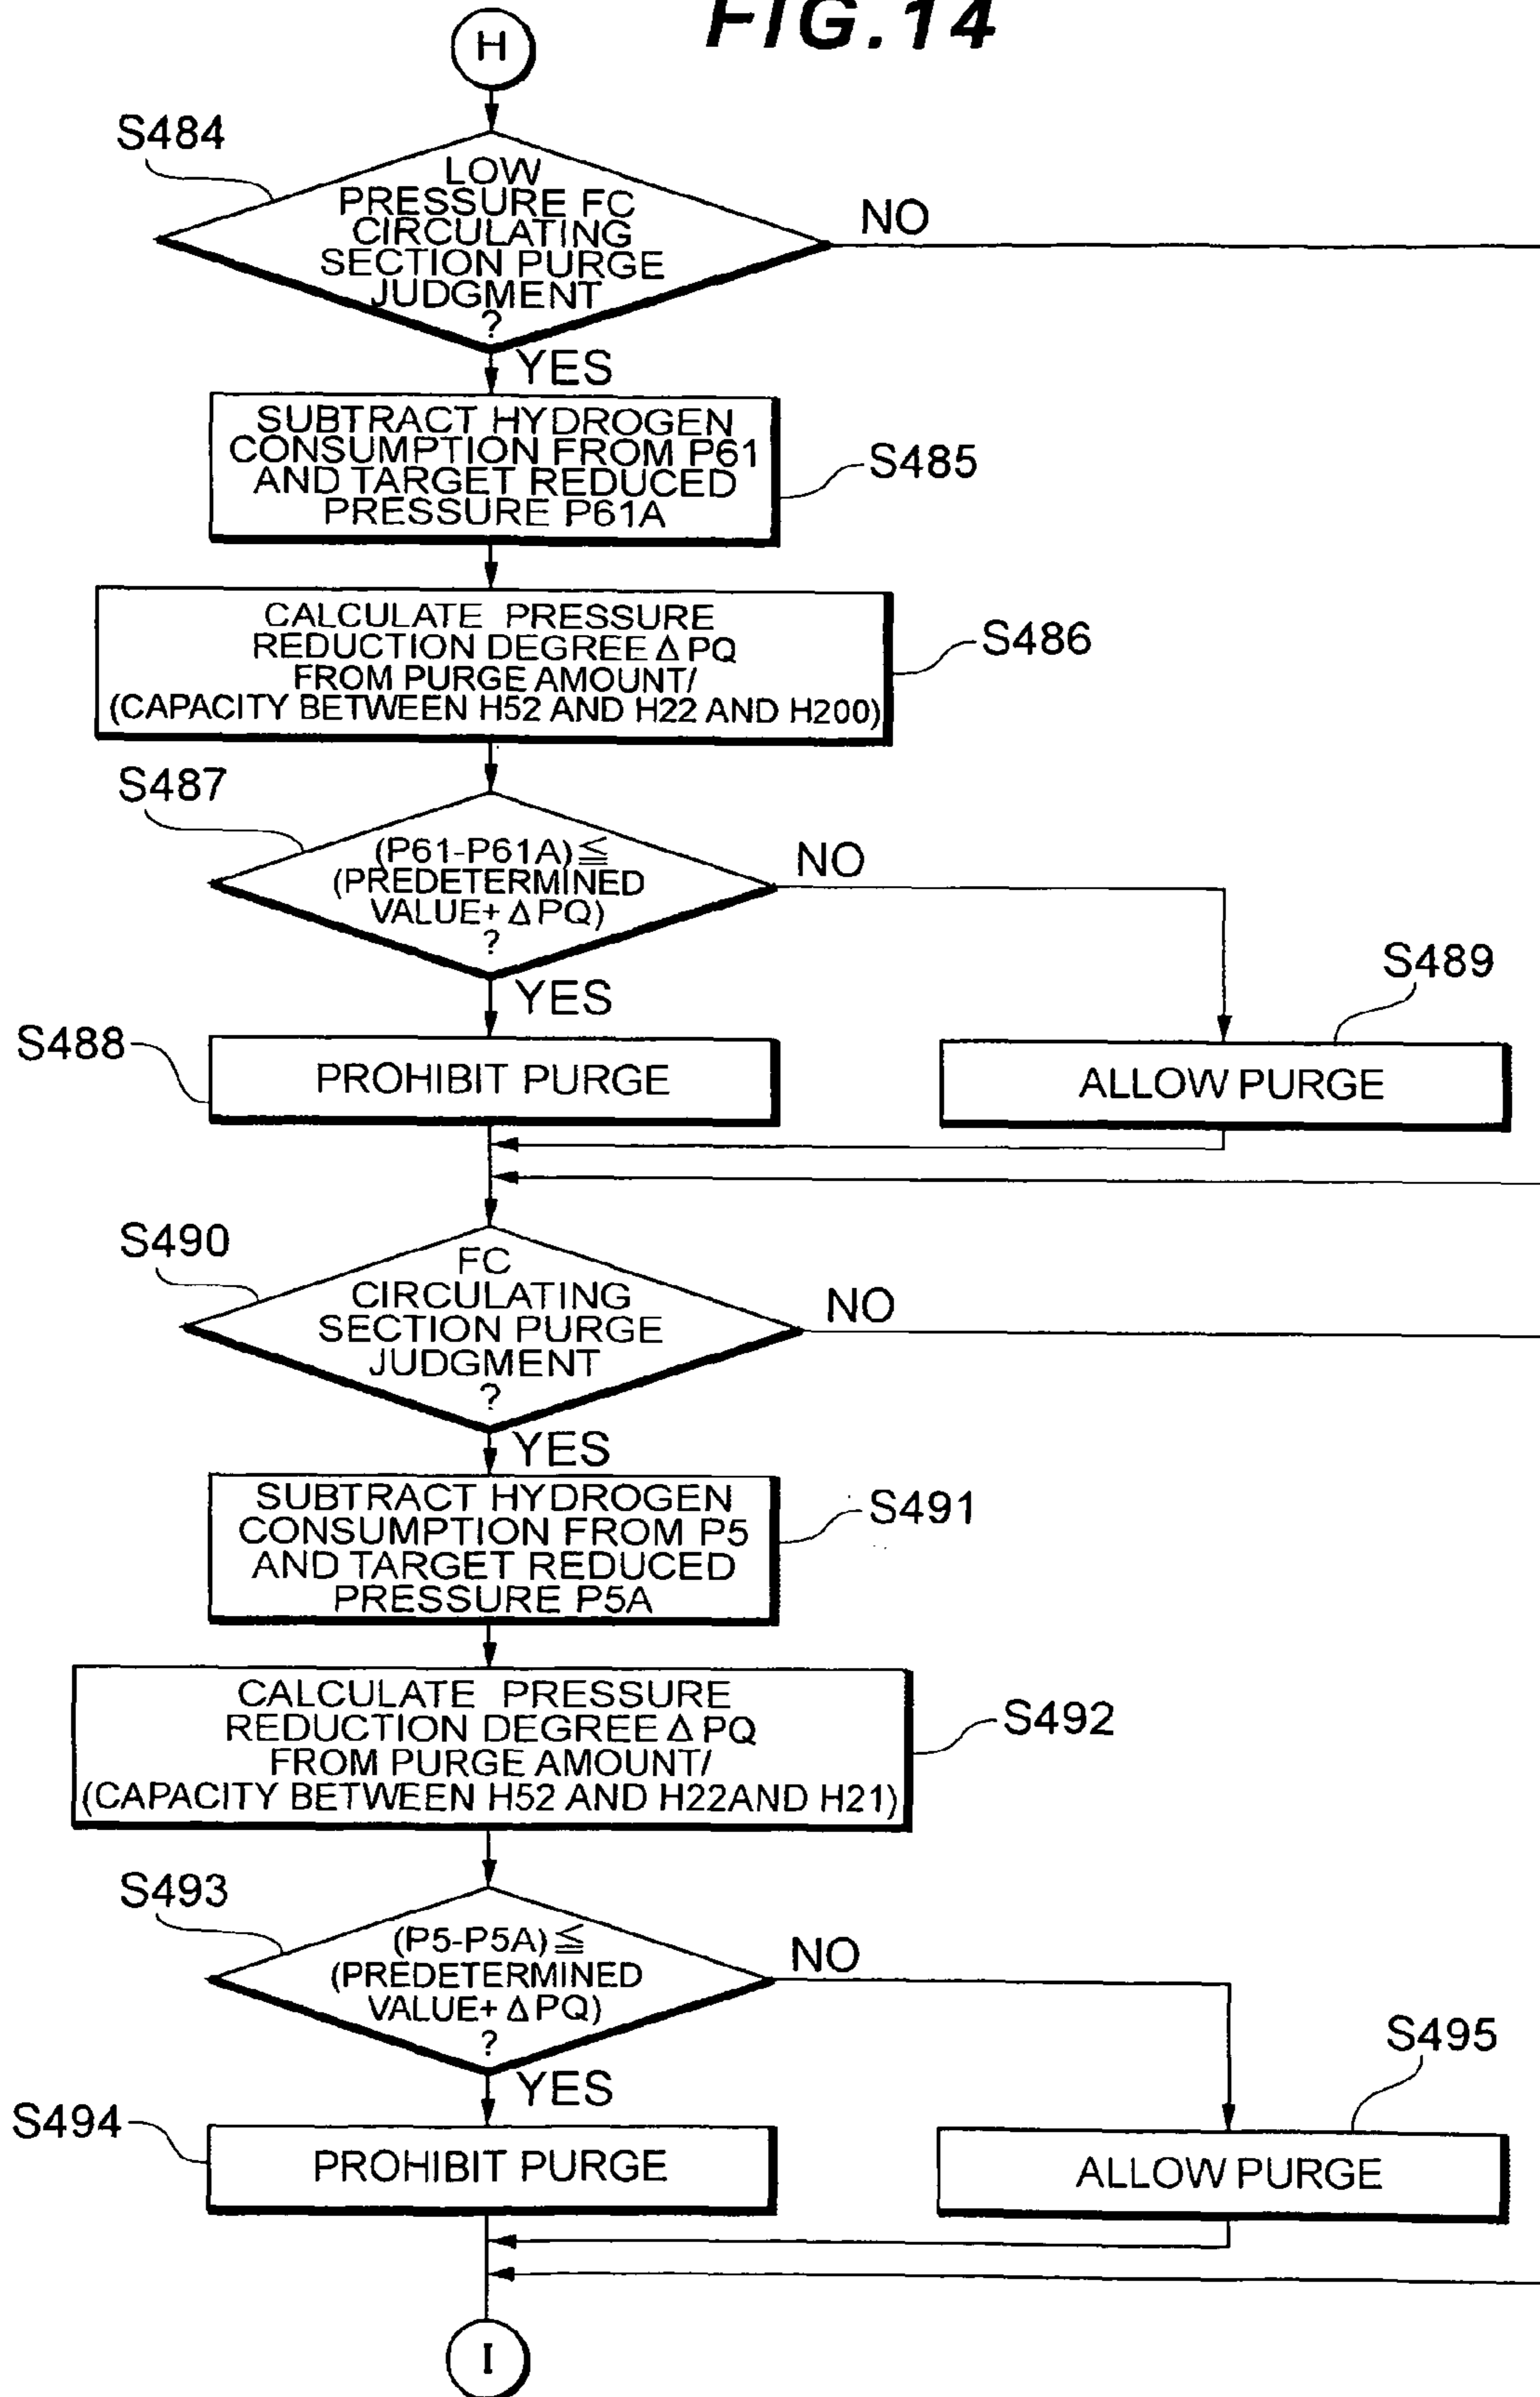 FIG.14
H
S484
LOW
PRESSURE FC
CIRCULATING
SECTION PURGE
JUDGMENT
?
NO
YES
SUBTRACT HYDROGEN
CONSUMPTION FROM P61
AND TARGET REDUCED
PRESSURE P61A
S485
CALCULATE PRESSURE
REDUCTION DEGREE Δ PQ
FROM PURGE AMOUNT/
(CAPACITY BETWEEN H52 AND H22 AND H200)
S486
S487
(P61-P61A)≦
(PREDETERMINED
VALUE+ Δ PQ)
?
NO
YES
S488
PROHIBIT PURGE
S489
ALLOW PURGE
S490
FC
CIRCULATING
SECTION PURGE
JUDGMENT
?
NO
YES
SUBTRACT HYDROGEN
CONSUMPTION FROM P5
AND TARGET REDUCED
PRESSURE P5A
S491
CALCULATE PRESSURE
REDUCTION DEGREE Δ PQ
FROM PURGE AMOUNT/
(CAPACITY BETWEEN H52 AND H22AND H21)
S492
S493
(P5-P5A)≦
(PREDETERMINED
VALUE+ Δ PQ)
?
NO
YES
S494
PROHIBIT PURGE
S495
ALLOW PURGE
I